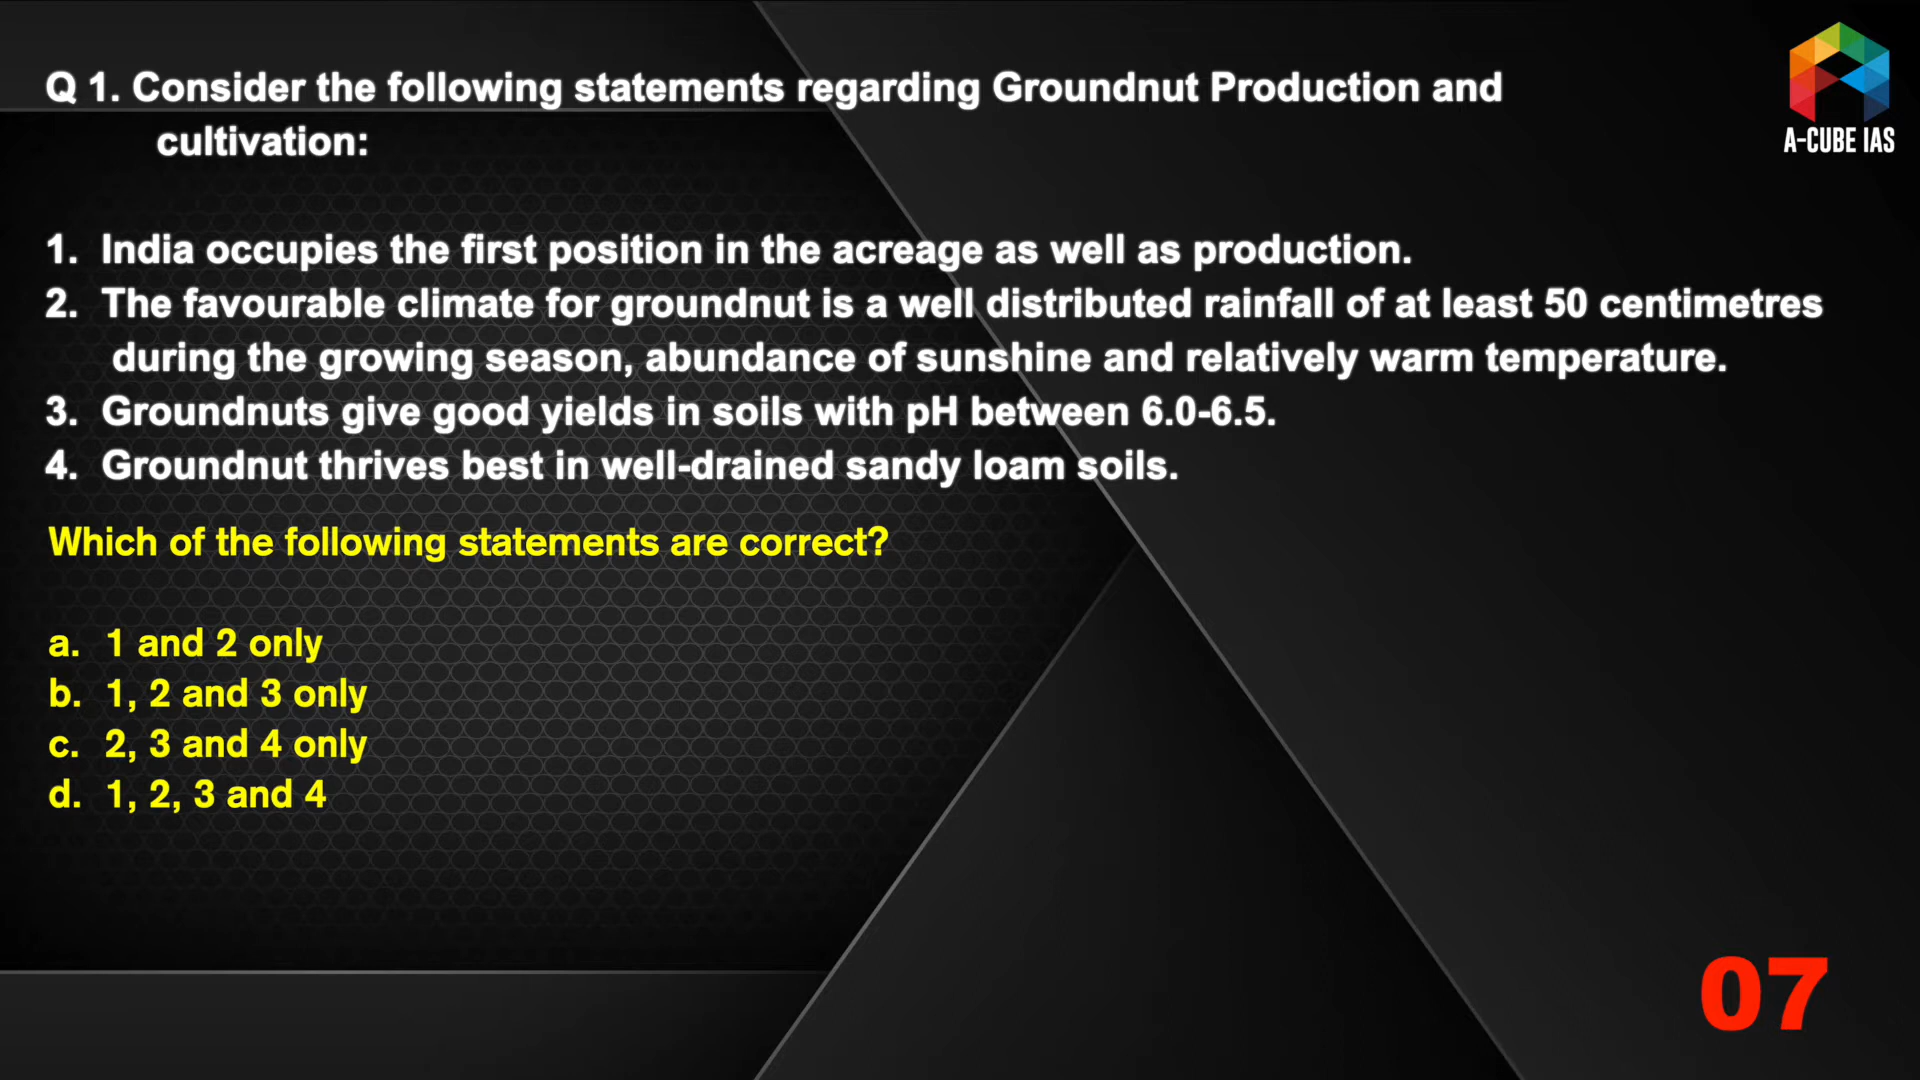 Q 1. Consider the following statements regarding Groundnut Production and
cultivation:
A-CUBE IAS
1. India occupies the first position in the acreage as well as production.
2. The favourable climate for groundnut is a well distributed rainfall of at least 50 centimetres
during the growing season, abundance of sunshine and relatively warm temperature.
3. Groundnuts give good yields in soils with pH between 6.0-6.5.
4. Groundnut thrives best in well-drained sandy loam soils.
Which of the following statements are correct?
a. 1 and 2 only
b. 1, 2 and 3 only
c. 2, 3 and 4 only
d. 1, 2, 3 and 4
07